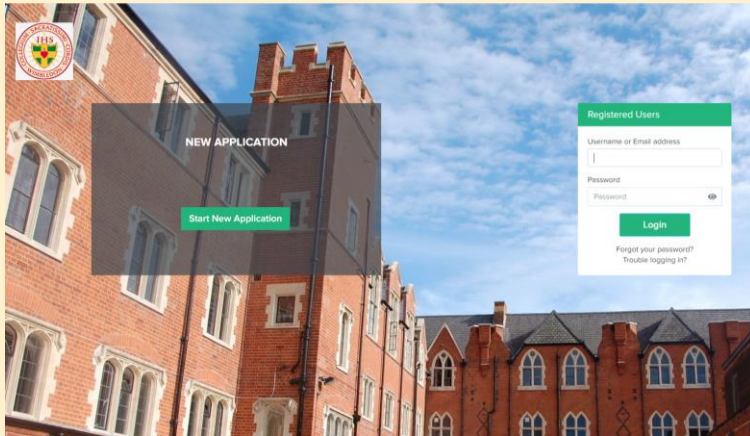 IHS
NEW APPLICATION
Start New Application
Registered Users
Username or Email address
Password
Password
Login
Forgot your password?
Trouble logging in?